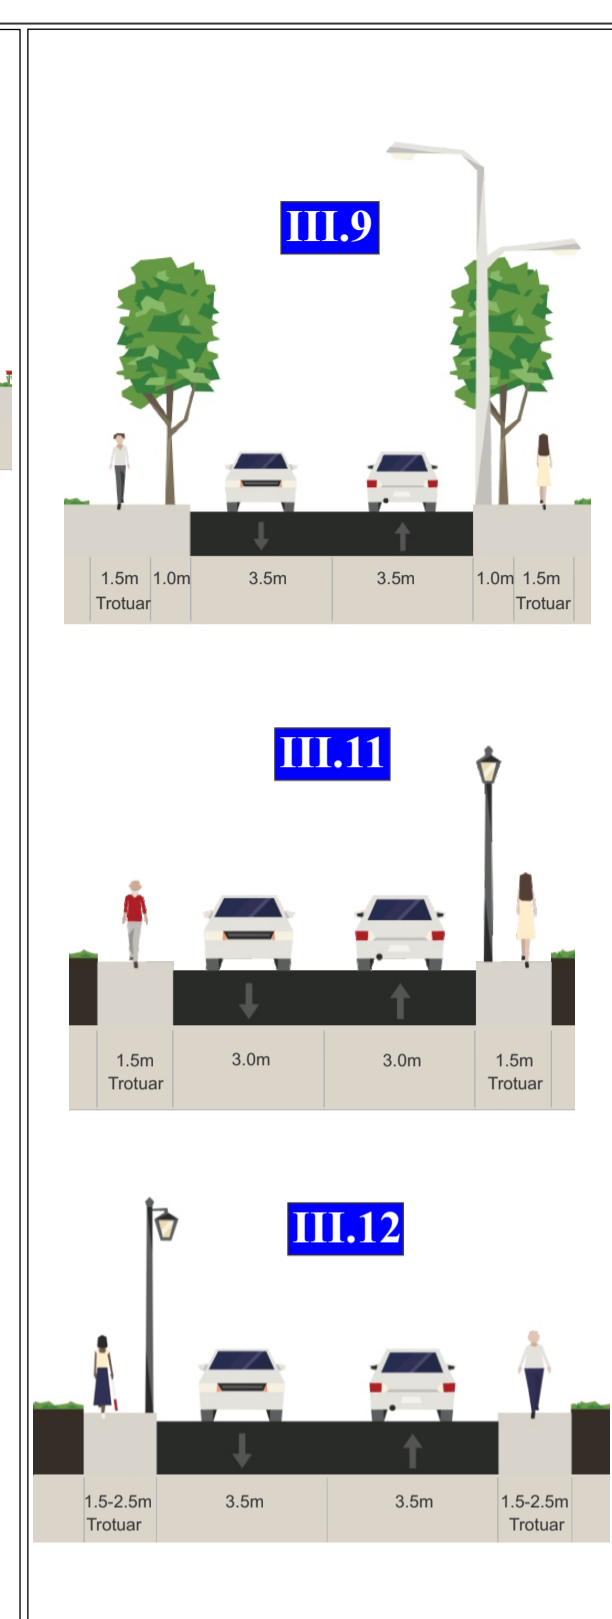 III.9
1.5m 1.0m 3.5m 3.5m 1.0m 1.5m
Trotuar Trotuar
III.11
1.5m 3.0m 3.0m 1.5m
Trotuar Trotuar
III.12
1.5-2.5m 3.5m 3.5m 1.5-2.5m
Trotuar Trotuar